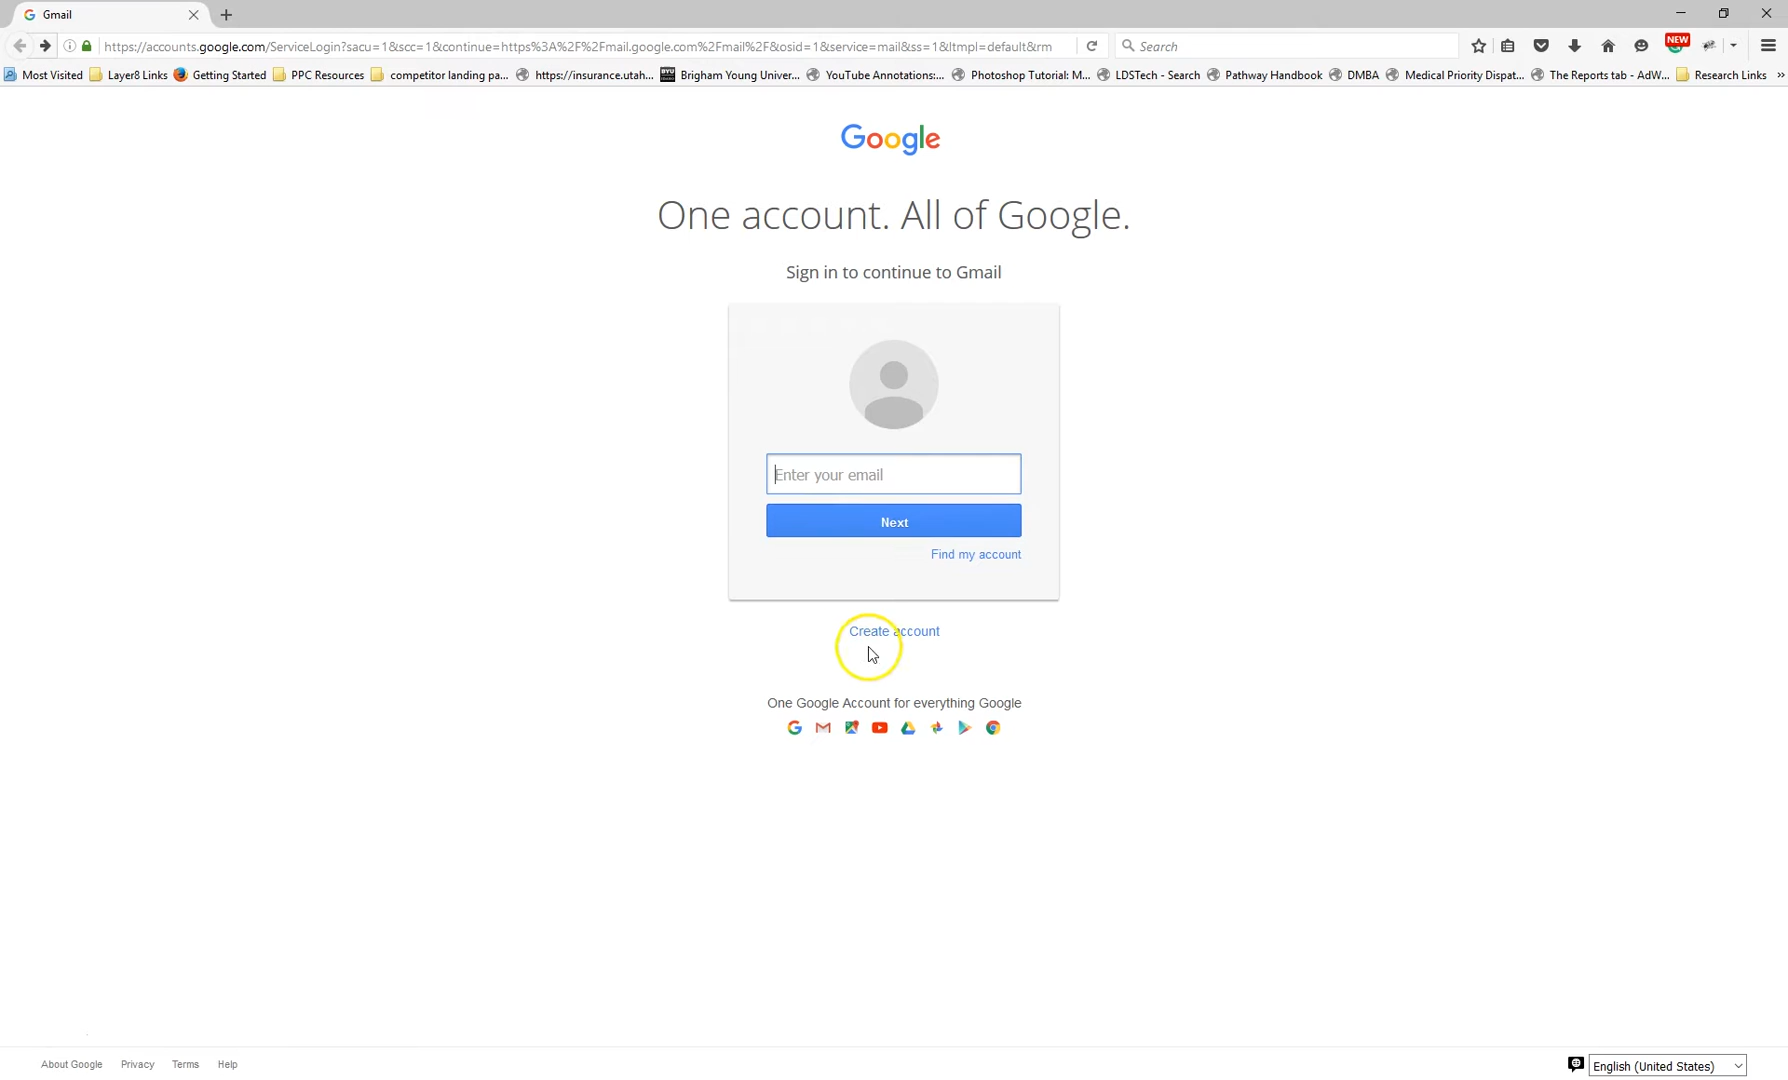 Gmail
https://accounts.google.com/ServiceLogin?sacu=1&scc=1&continue=https%3A%2F%2Fmail.google.com%2Fmail%2F&osid=1&service=mail&ss=1&ltmpl=default&rm
Search
NEW
Most Visited Layer8 Links Getting Started PPC Resources competitor landing pa... https://insurance.utah... BYU Brigham Young Univer... YouTube Annotations:... Photoshop Tutorial: M... LDSTech - Search Pathway Handbook DMBA Medical Priority Dispat... The Reports tab - AdW... Research Links
Google
One account. All of Google.
Sign in to continue to Gmail
Enter your email
Next
Find my account
Create account
One Google Account for everything Google
About Google Privacy Terms Help
English (United States)